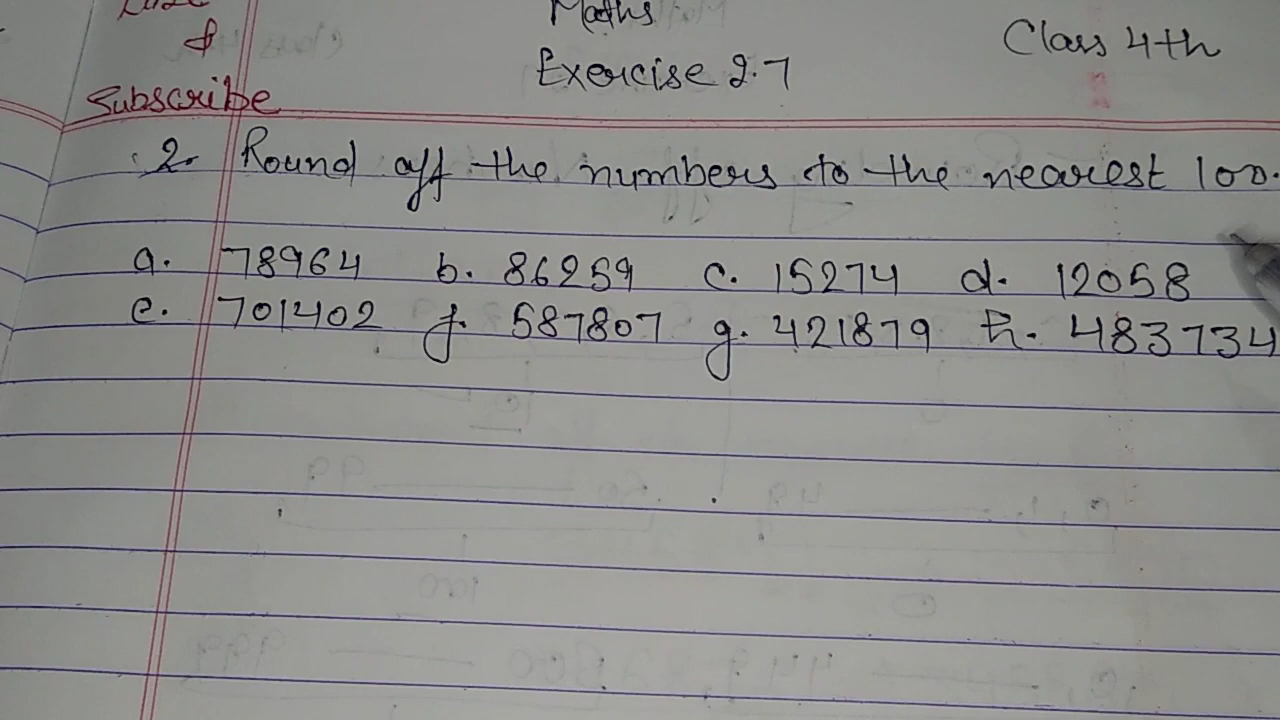 Maths
&
Exercise 2.7
Class 4th
Subscribe
2. Round off the numbers to the nearest 100.
a. 78964 b. 86259 c. 15274 d. 12058
e. 701402 f. 587807 g. 421879 h. 483734